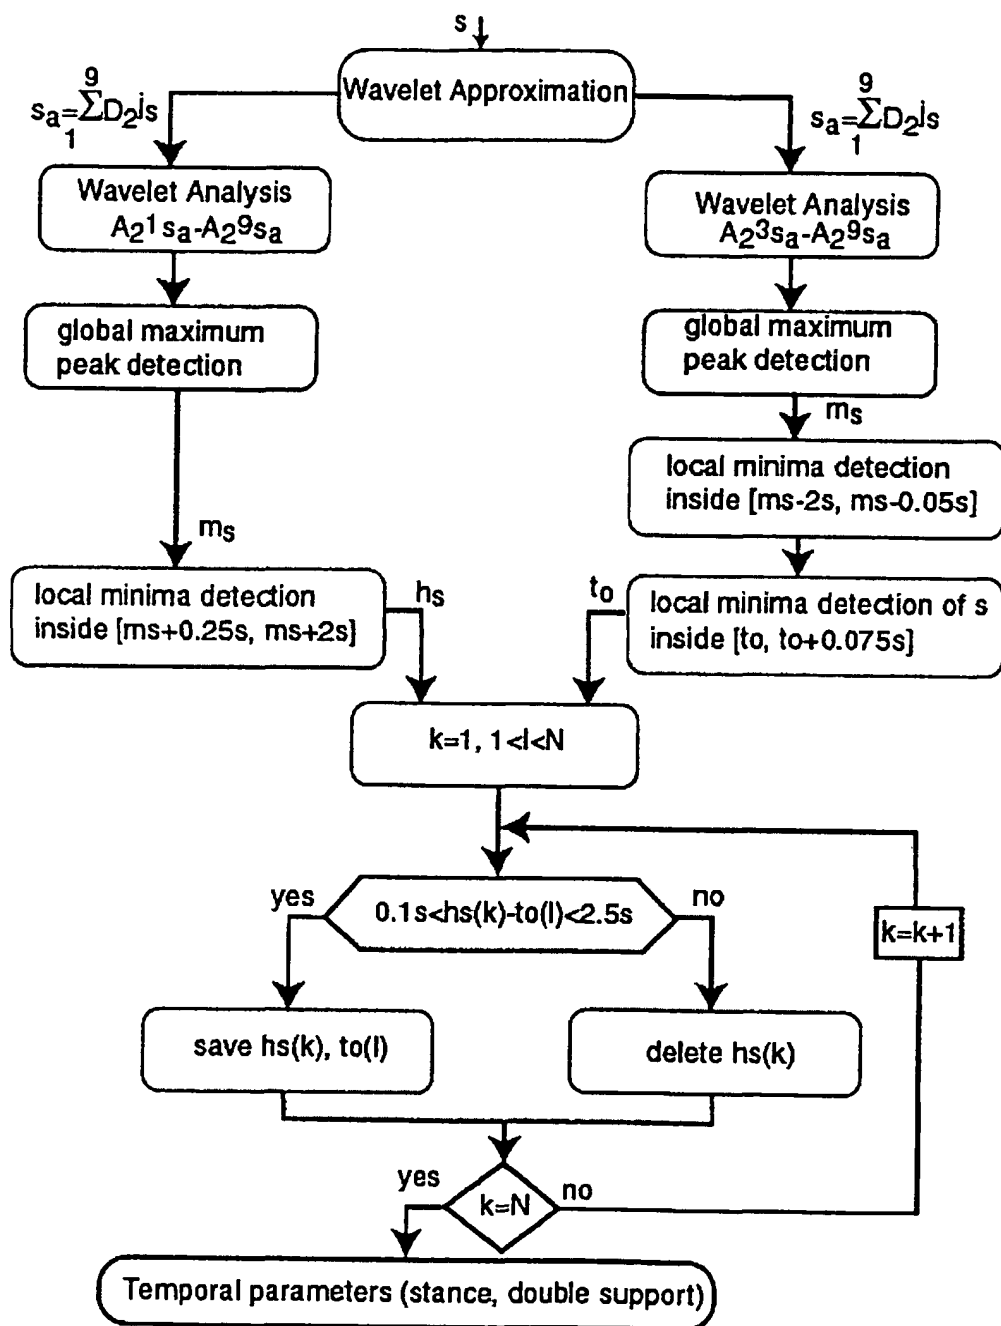 s
Wavelet Approximation
9
sa=ΣD2js
1
9
sa=ΣD2js
1
Wavelet Analysis
A2¹sa-A2⁹sa
Wavelet Analysis
A2³sa-A2⁹sa
global maximum
peak detection
global maximum
peak detection
ms
local minima detection
inside [ms-2s, ms-0.05s]
ms
local minima detection
inside [ms+0.25s, ms+2s]
hs
to
local minima detection of s
inside [to, to+0.075s]
k=1, 1<l<N
yes
0.1s<hs(k)-to(l)<2.5s
no
k=k+1
save hs(k), to(l)
delete hs(k)
yes
k=N
no
Temporal parameters (stance, double support)